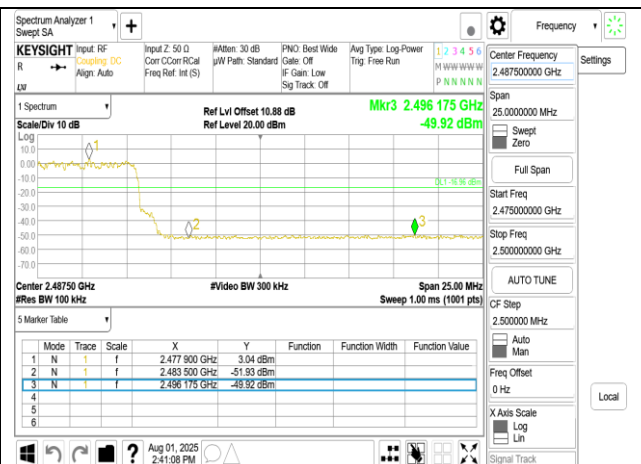 Spectrum Analyzer 1
Swept SA
+
Frequency
KEYSIGHT
Input: RF
Coupling: DC
Align: Auto
Input Z: 50 Ω
Corr CCorr RCal
Freq Ref: Int (S)
#Atten: 30 dB
µW Path: Standard
PNO: Best Wide
Gate: Off
IF Gain: Low
Sig Track: Off
Avg Type: Log-Power
Trig: Free Run
1 2 3 4 5 6
M W W W W W
P N N N N N
R
LXI
1 Spectrum
Scale/Div 10 dB
Ref Lvl Offset 10.88 dB
Ref Level 20.00 dBm
Mkr3 2.496 175 GHz
-49.92 dBm
Log
10.0
0.00
-10.0
-20.0
-30.0
-40.0
-50.0
-60.0
-70.0
1
2
3
DL1 -16.96 dBm
Center 2.48750 GHz
#Res BW 100 kHz
#Video BW 300 kHz
Span 25.00 MHz
Sweep 1.00 ms (1001 pts)
5 Marker Table
Mode Trace Scale X Y Function Function Width Function Value
1 N 1 f 2.477 900 GHz 3.04 dBm
2 N 1 f 2.483 500 GHz -51.93 dBm
3 N 1 f 2.496 175 GHz -49.92 dBm
4
5
6
?
Aug 01, 2025
2:41:08 PM
Center Frequency
2.487500000 GHz
Settings
Span
25.0000000 MHz
Swept
Zero
Full Span
Start Freq
2.475000000 GHz
Stop Freq
2.500000000 GHz
AUTO TUNE
CF Step
2.500000 MHz
Auto
Man
Freq Offset
0 Hz
Local
X Axis Scale
Log
Lin
Signal Track